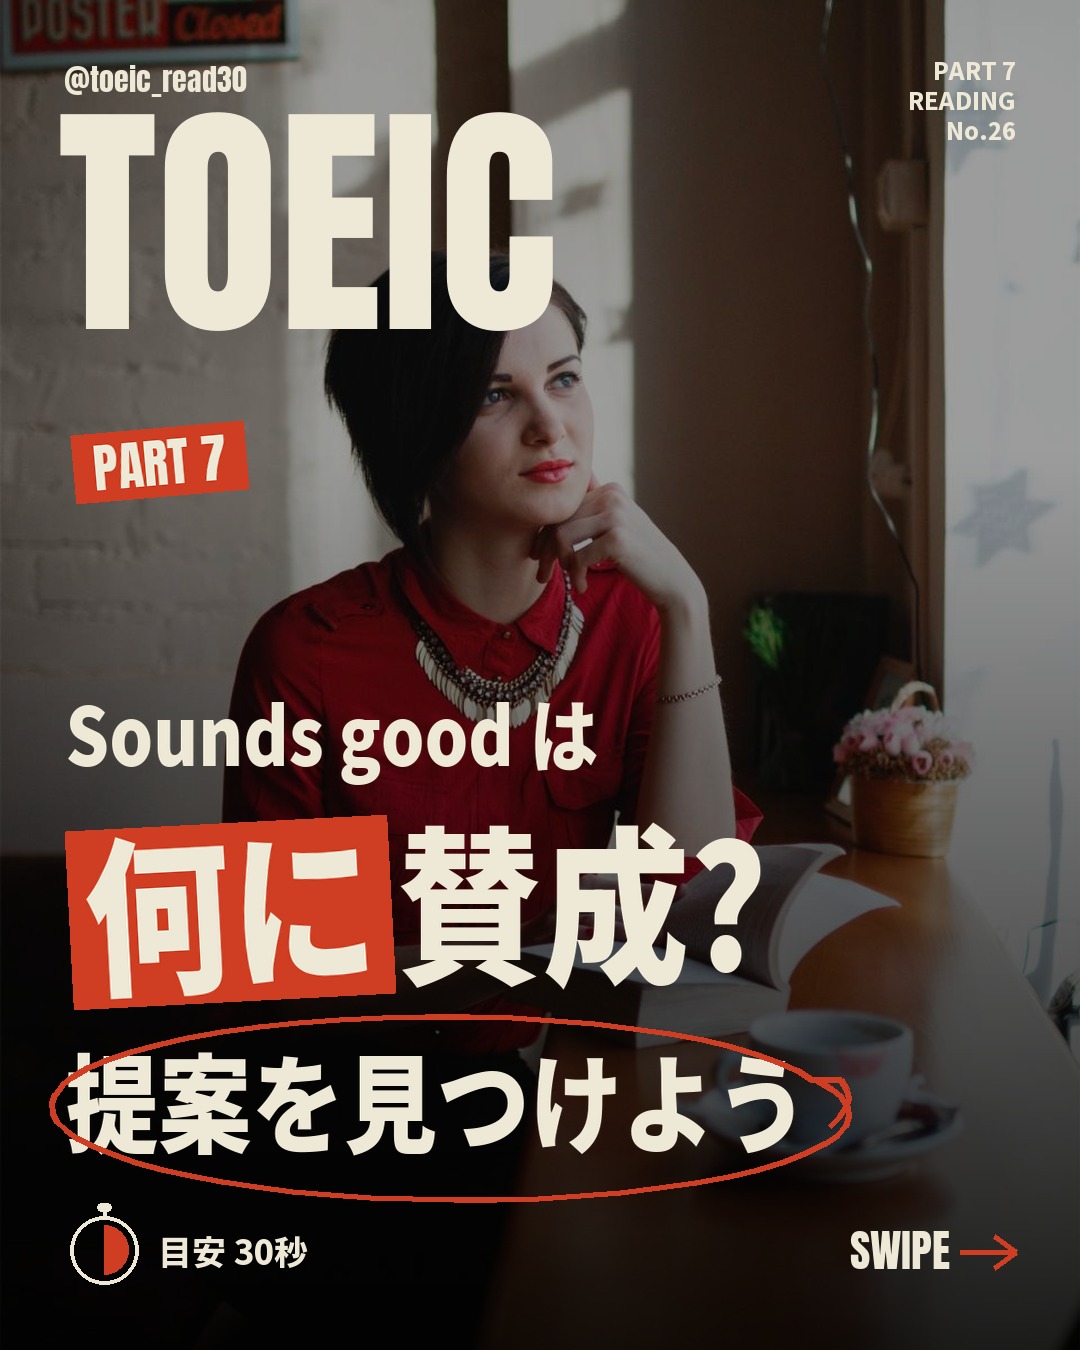 POSTER Closed
@toeic_read30
PART 7
READING
No.26
TOEIC
PART 7
Sounds good は
何に賛成?
提案を見つけよう
目安 30秒
SWIPE